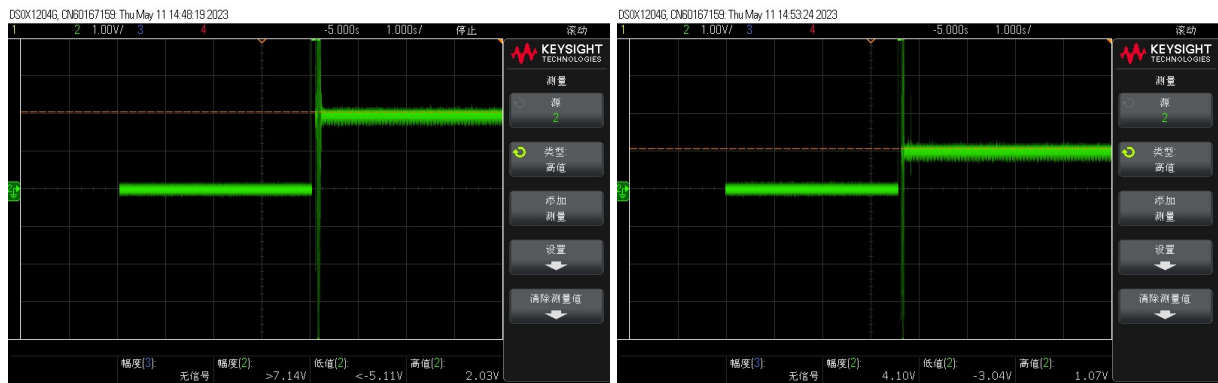 DSOX1204G, CN60167159: Thu May 11 14:48:19 2023
1 2 1.00V/ 3 4 -5.000s 1.000s/ 停止 滚动
KEYSIGHT
TECHNOLOGIES
测量
源
2
类型:
高值
添加
测量
设置
清除测量值
幅度(3): 幅度(2): 低值(2): 高值(2):
无信号 >7.14V <-5.11V 2.03V
DSOX1204G, CN60167159: Thu May 11 14:53:24 2023
1 2 1.00V/ 3 4 -5.000s 1.000s/ 滚动
KEYSIGHT
TECHNOLOGIES
测量
源
2
类型:
高值
添加
测量
设置
清除测量值
幅度(3): 幅度(2): 低值(2): 高值(2):
无信号 4.10V -3.04V 1.07V